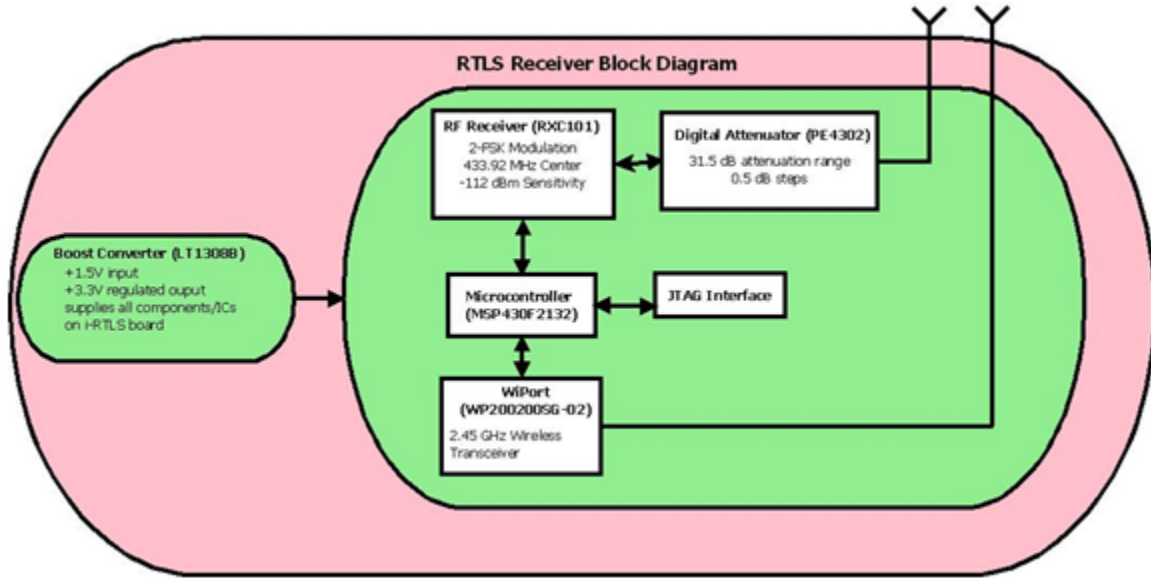 RTLS Receiver Block Diagram
RF Receiver (RXC101)
2-FSK Modulation
433.92 MHz Center
-112 dBm Sensitivity
Digital Attenuator (PE4302)
31.5 dB attenuation range
0.5 dB steps
Boost Converter (LT1308B)
+1.5V input
+3.3V regulated ouput
supplies all components/ICs
on i-RTLS board
Microcontroller
(MSP430F2132)
JTAG Interface
WiPort
(WP200200SG-02)
2.45 GHz Wireless
Transceiver